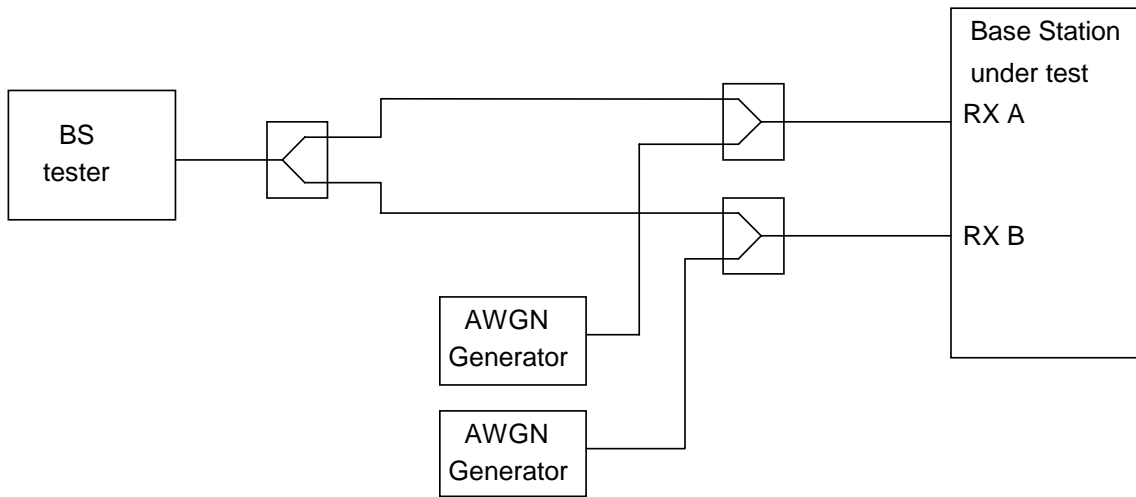 Base Station
under test
BS
tester
RX A
RX B
AWGN
Generator
AWGN
Generator